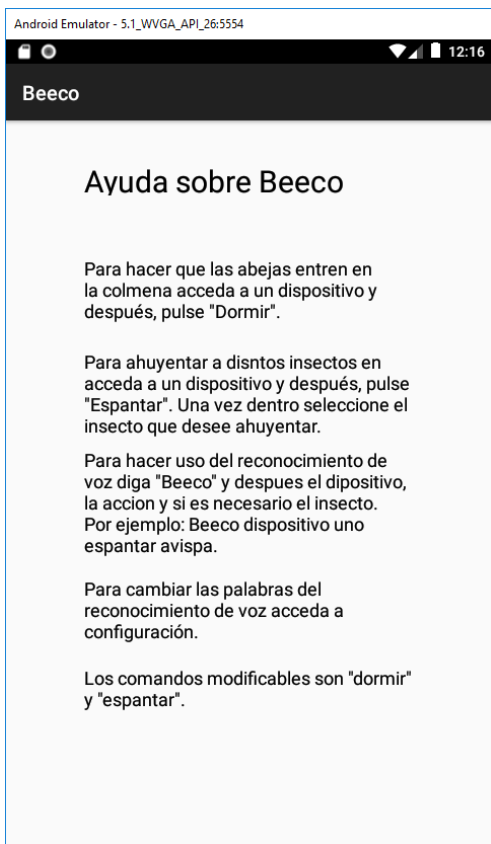 Android Emulator - 5.1_WVGA_API_26:5554
12:16
Beeco
Ayuda sobre Beeco
Para hacer que las abejas entren en
la colmena acceda a un dispositivo y
después, pulse "Dormir".
Para ahuyentar a disntos insectos en
acceda a un dispositivo y después, pulse
"Espantar". Una vez dentro seleccione el
insecto que desee ahuyentar.
Para hacer uso del reconocimiento de
voz diga "Beeco" y despues el dipositivo,
la accion y si es necesario el insecto.
Por ejemplo: Beeco dispositivo uno
espantar avispa.
Para cambiar las palabras del
reconocimiento de voz acceda a
configuración.
Los comandos modificables son "dormir"
y "espantar".